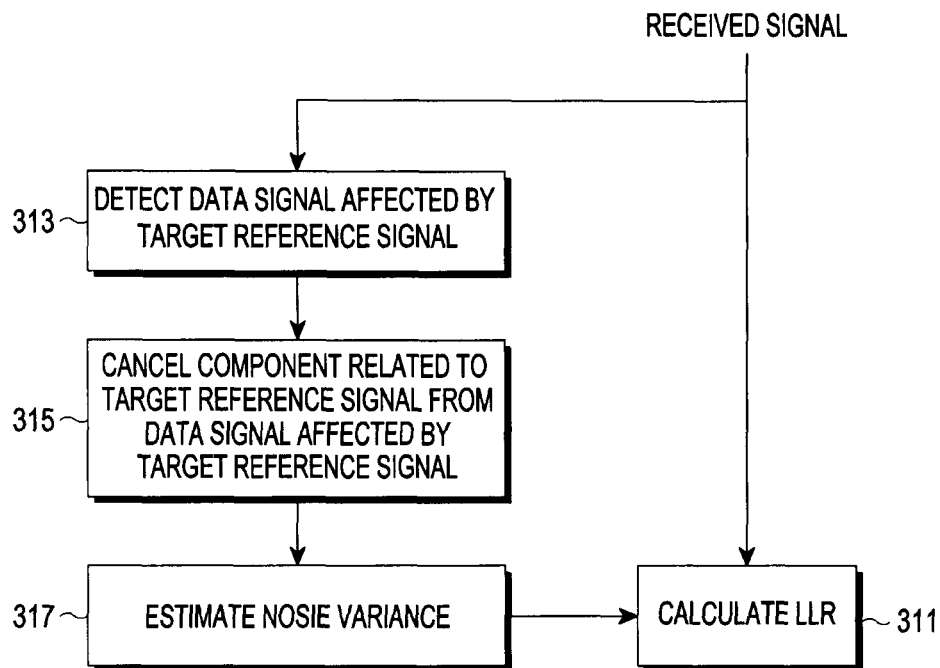 RECEIVED SIGNAL
313
DETECT DATA SIGNAL AFFECTED BY
TARGET REFERENCE SIGNAL
315
CANCEL COMPONENT RELATED TO
TARGET REFERENCE SIGNAL FROM
DATA SIGNAL AFFECTED BY
TARGET REFERENCE SIGNAL
317
ESTIMATE NOSIE VARIANCE
CALCULATE LLR
311